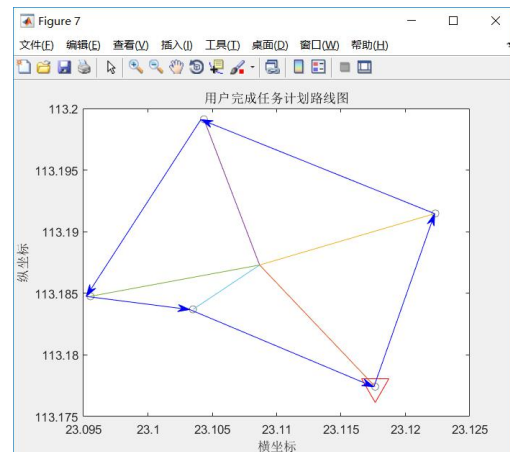 Figure 7
文件(F) 编辑(E) 查看(V) 插入(I) 工具(T) 桌面(D) 窗口(W) 帮助(H)
用户完成任务计划路线图
113.2
113.195
113.19
113.185
113.18
113.175
纵坐标
23.095 23.1 23.105 23.11 23.115 23.12 23.125
横坐标